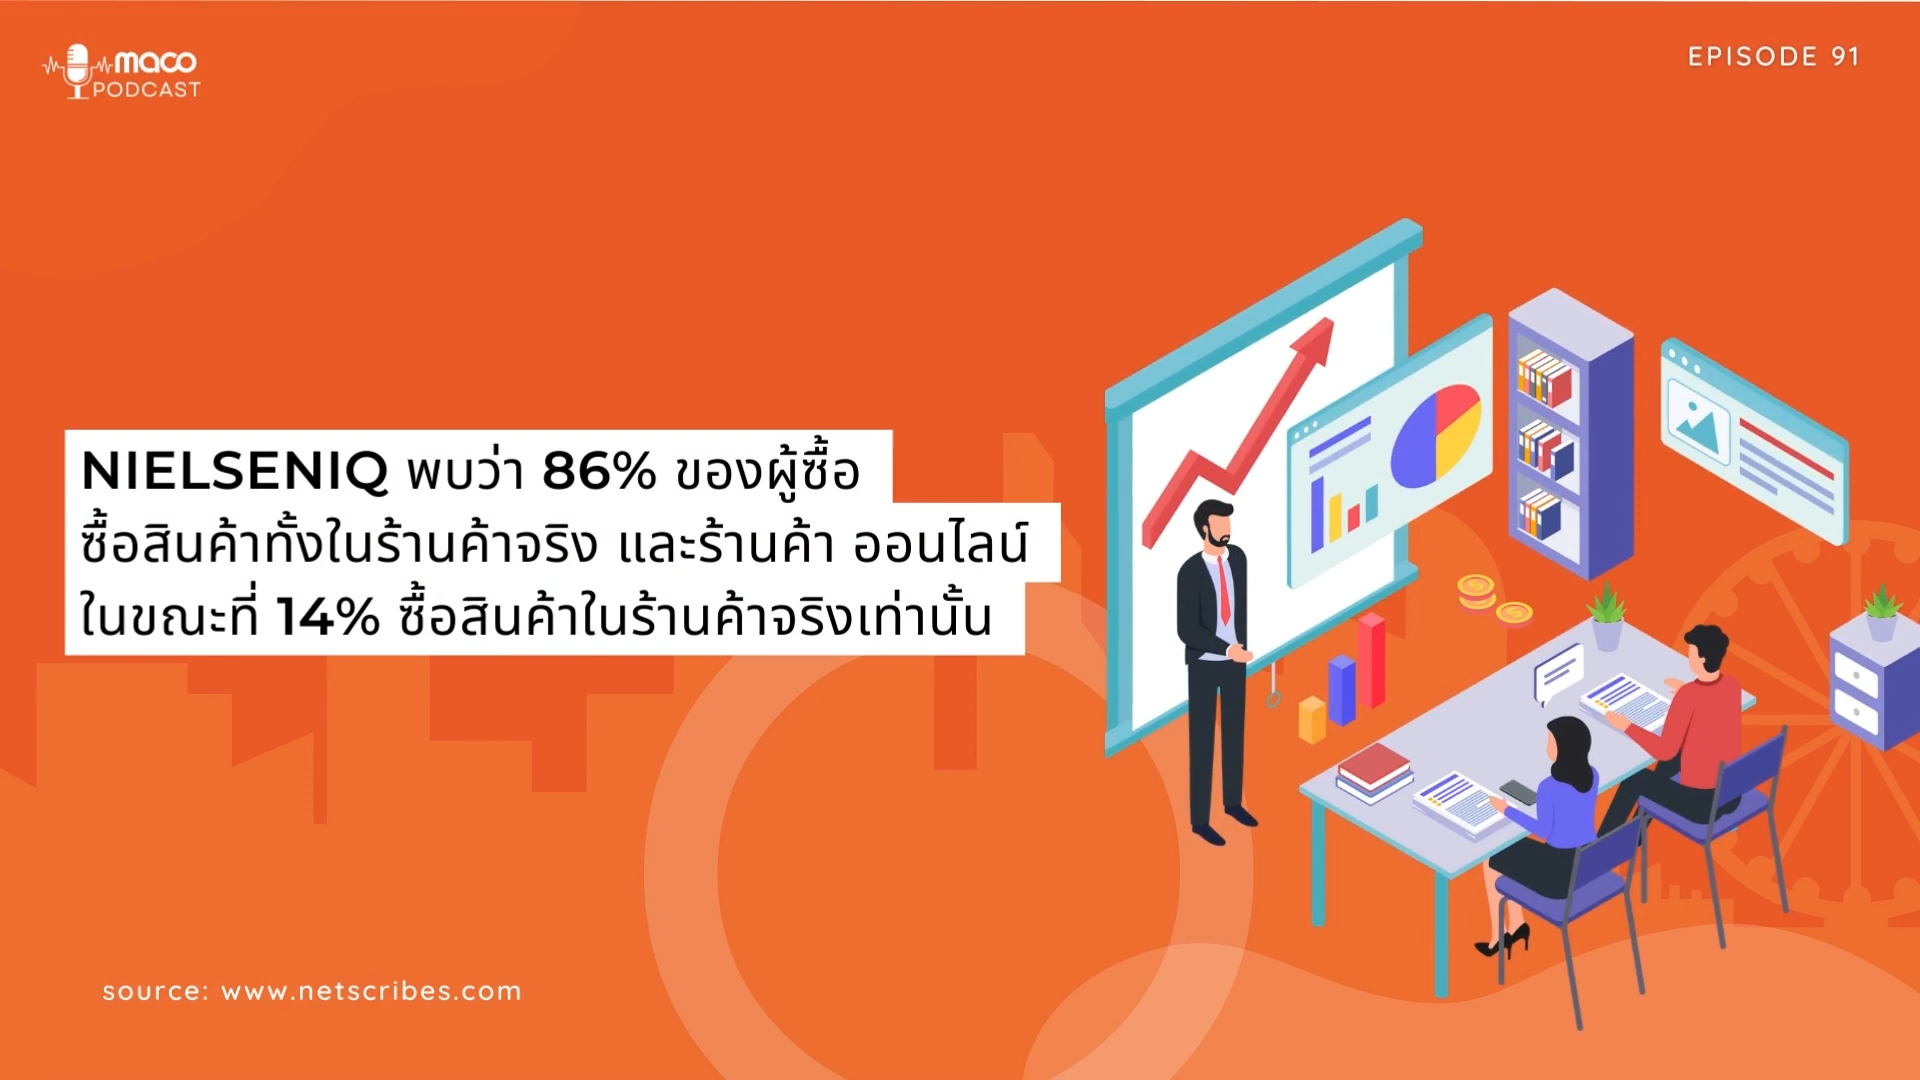 maco
PODCAST
EPISODE 91
NIELSENIQ พบว่า 86% ของผู้ซื้อ
ซื้อสินค้าทั้งในร้านค้าจริง และร้านค้า ออนไลน์
ในขณะที่ 14% ซื้อสินค้าในร้านค้าจริงเท่านั้น
source: www.netscribes.com